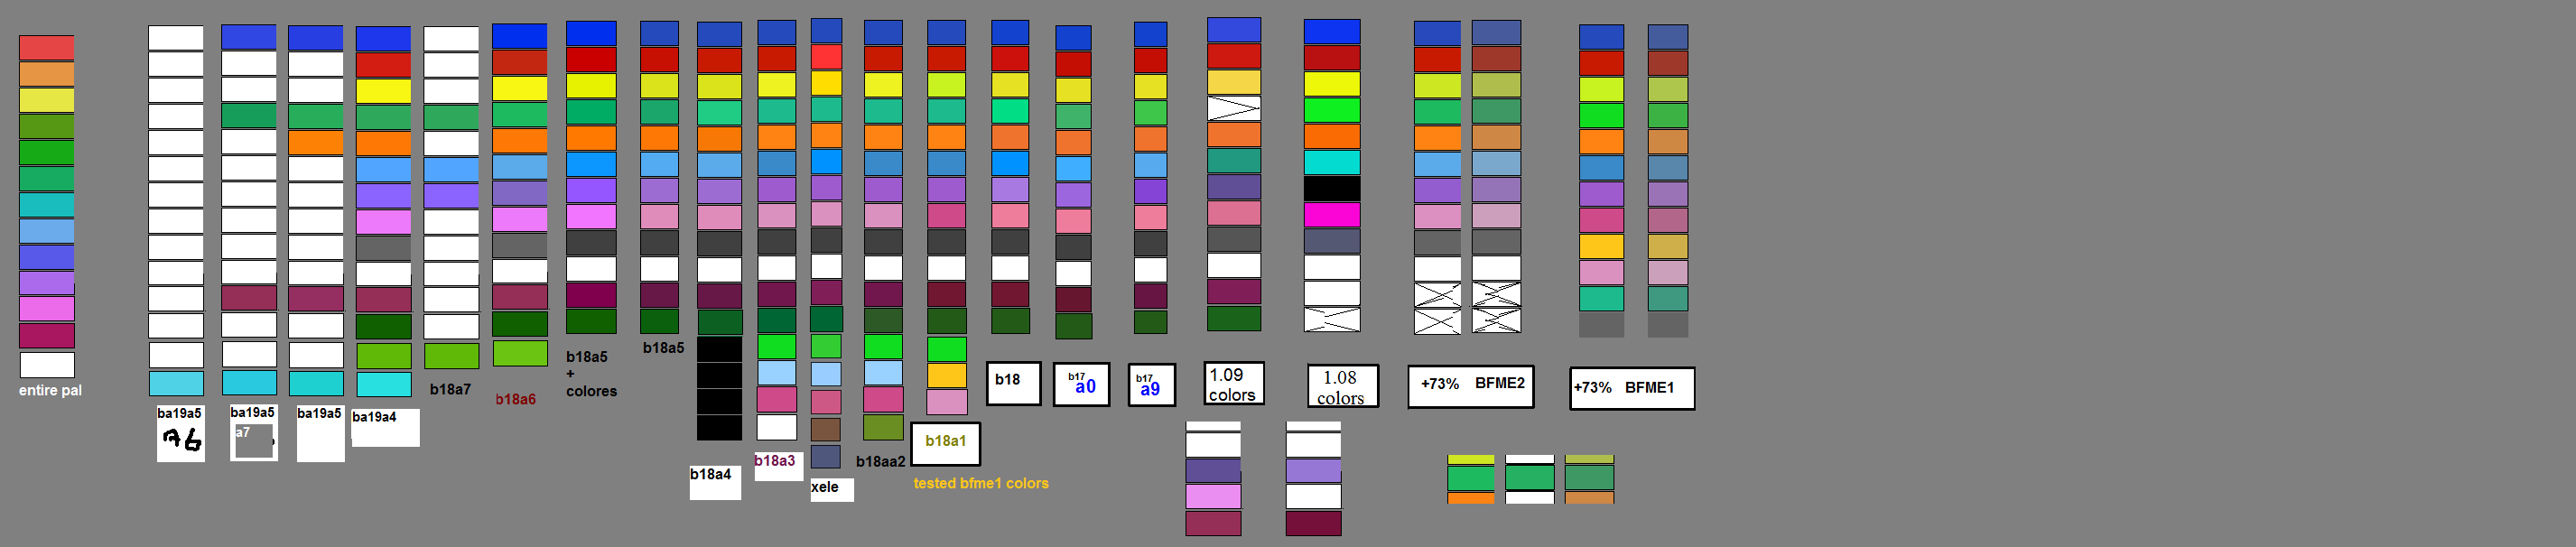 entire pal
ba19a5
a6
ba19a5
a7
ba19a5
ba19a4
b18a7
b18a6
b18a5
+
colores
b18a5
b18a4
b18a3
xele
b18aa2
b18a1
tested bfme1 colors
b18
b17
a0
b17
a9
1.09
colors
1.08
colors
+73% BFME2
+73% BFME1